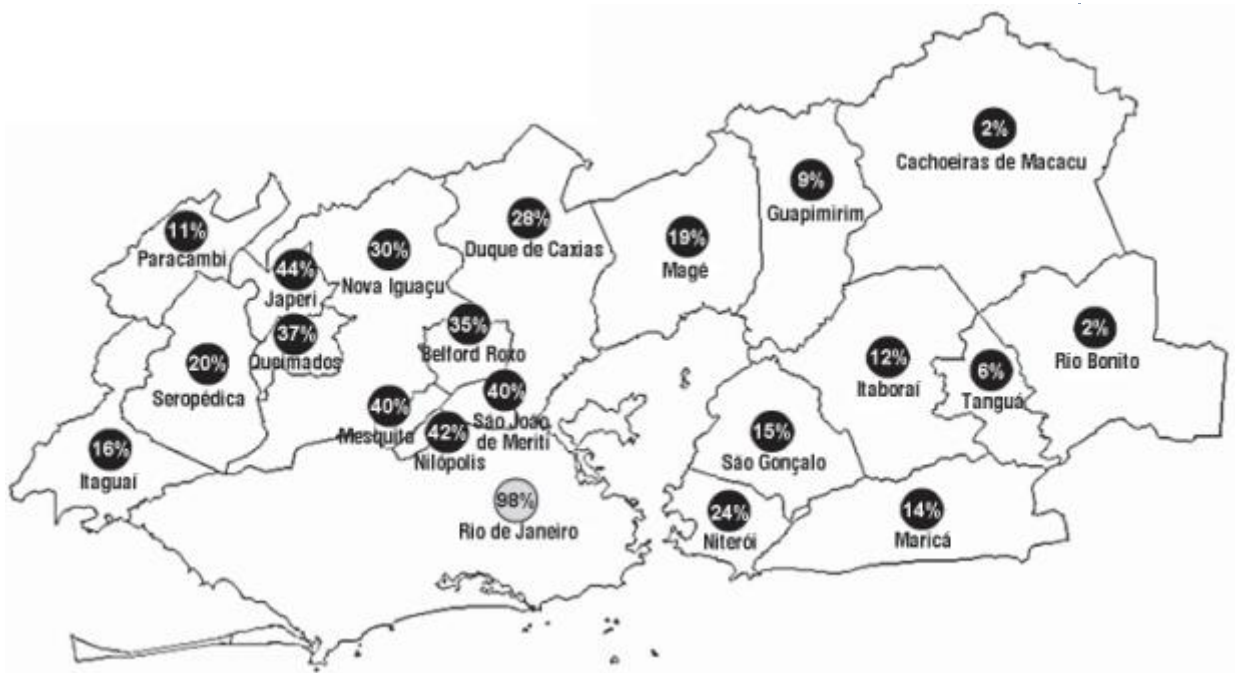 2%
Cachoeiras de Macacu
9%
Guapimirim
28%
Duque de Caxias
11%
Paracambi
19%
Magé
30%
Nova Iguaçu
44%
Japeri
35%
Belford Roxo
37%
Queimados
2%
Rio Bonito
20%
Seropédica
12%
Itaboraí
6%
Tanguá
40%
Mesquita
40%
São João
de Meriti
42%
Nilópolis
15%
São Gonçalo
16%
Itaguaí
98%
Rio de Janeiro
24%
Niterói
14%
Maricá